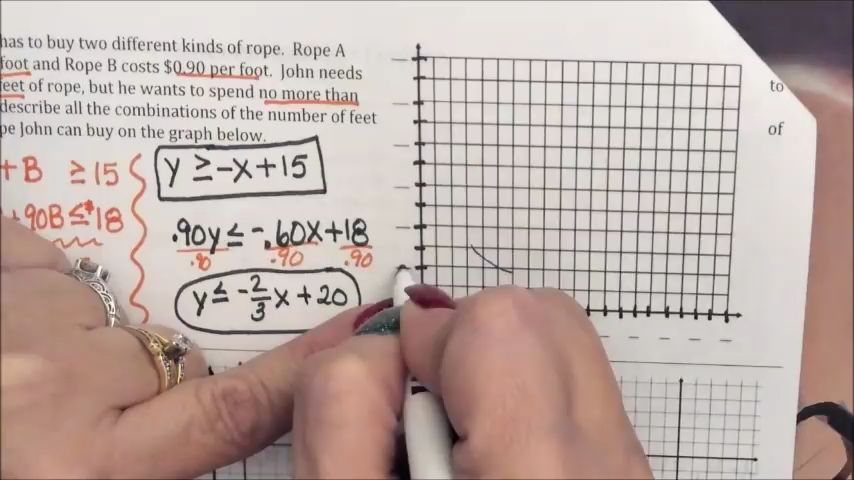 has to buy two different kinds of rope. Rope A
foot and Rope B costs $0.90 per foot. John needs
feet of rope, but he wants to spend no more than
describe all the combinations of the number of feet
pe John can buy on the graph below.
to
of
+ B ≥ 15
+.90B ≤ $18
y ≥ -x + 15
.90y ≤ -.60x + 18
.90 .90 .90
y ≤ -2/3 x + 20